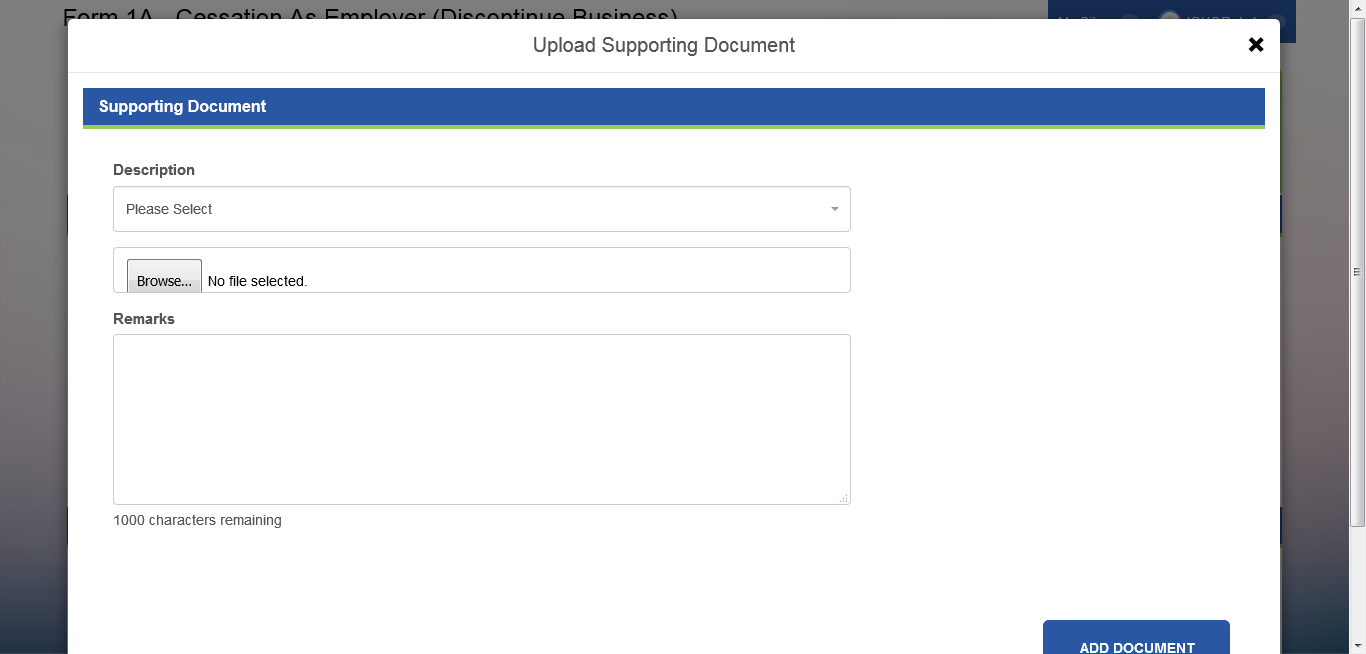 Form 1A - Cessation As Employer (Discontinue Business)
Upload Supporting Document
Supporting Document
Description
Please Select
Browse... No file selected.
Remarks
1000 characters remaining
ADD DOCUMENT